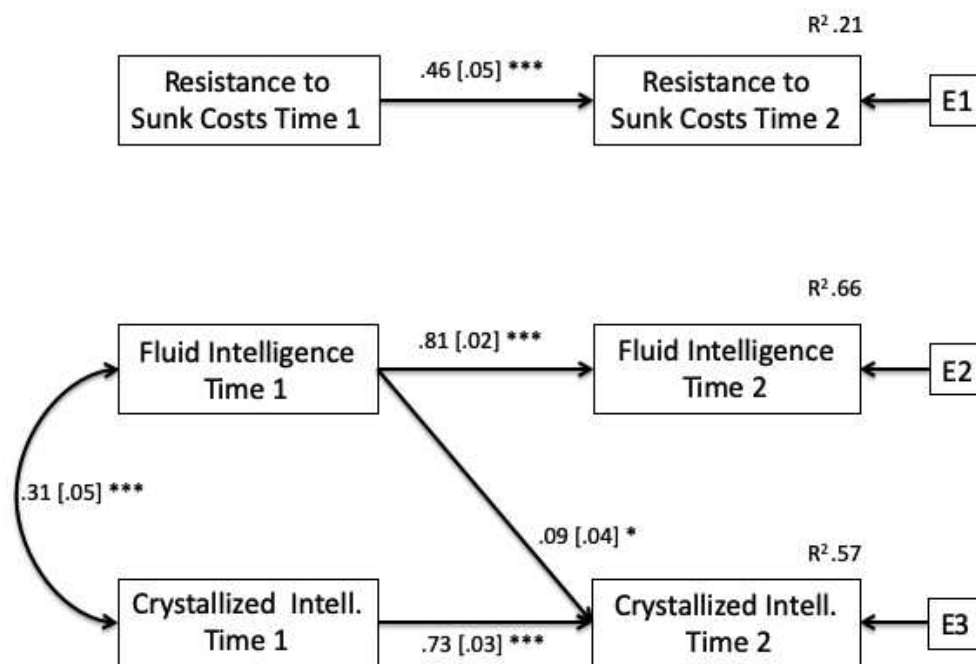 R² .21
Resistance to
Sunk Costs Time 1
.46 [.05] ***
Resistance to
Sunk Costs Time 2
E1
R² .66
Fluid Intelligence
Time 1
.81 [.02] ***
Fluid Intelligence
Time 2
E2
.31 [.05] ***
.09 [.04] *
R² .57
Crystallized Intell.
Time 1
.73 [.03] ***
Crystallized Intell.
Time 2
E3